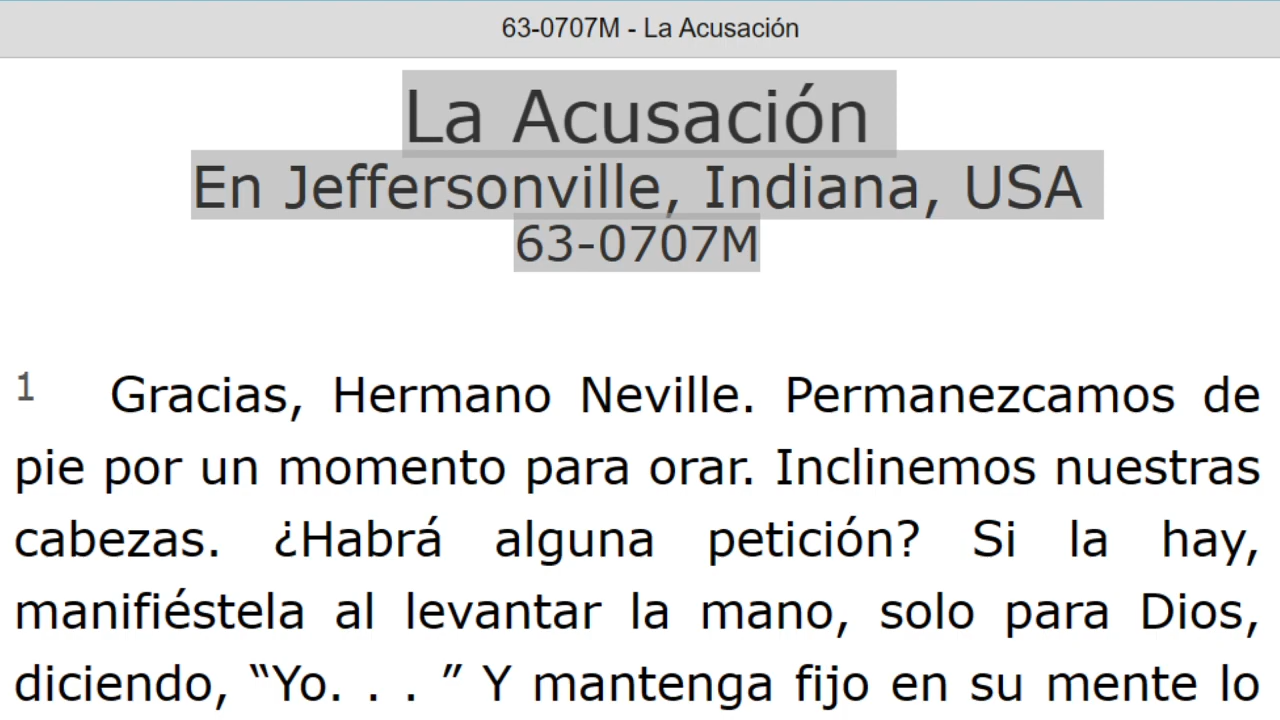 63-0707M - La Acusación
La Acusación
En Jeffersonville, Indiana, USA
63-0707M
1 Gracias, Hermano Neville. Permanezcamos de
pie por un momento para orar. Inclinemos nuestras
cabezas. ¿Habrá alguna petición? Si la hay,
manifiéstela al levantar la mano, solo para Dios,
diciendo, “Yo. . . ” Y mantenga fijo en su mente lo